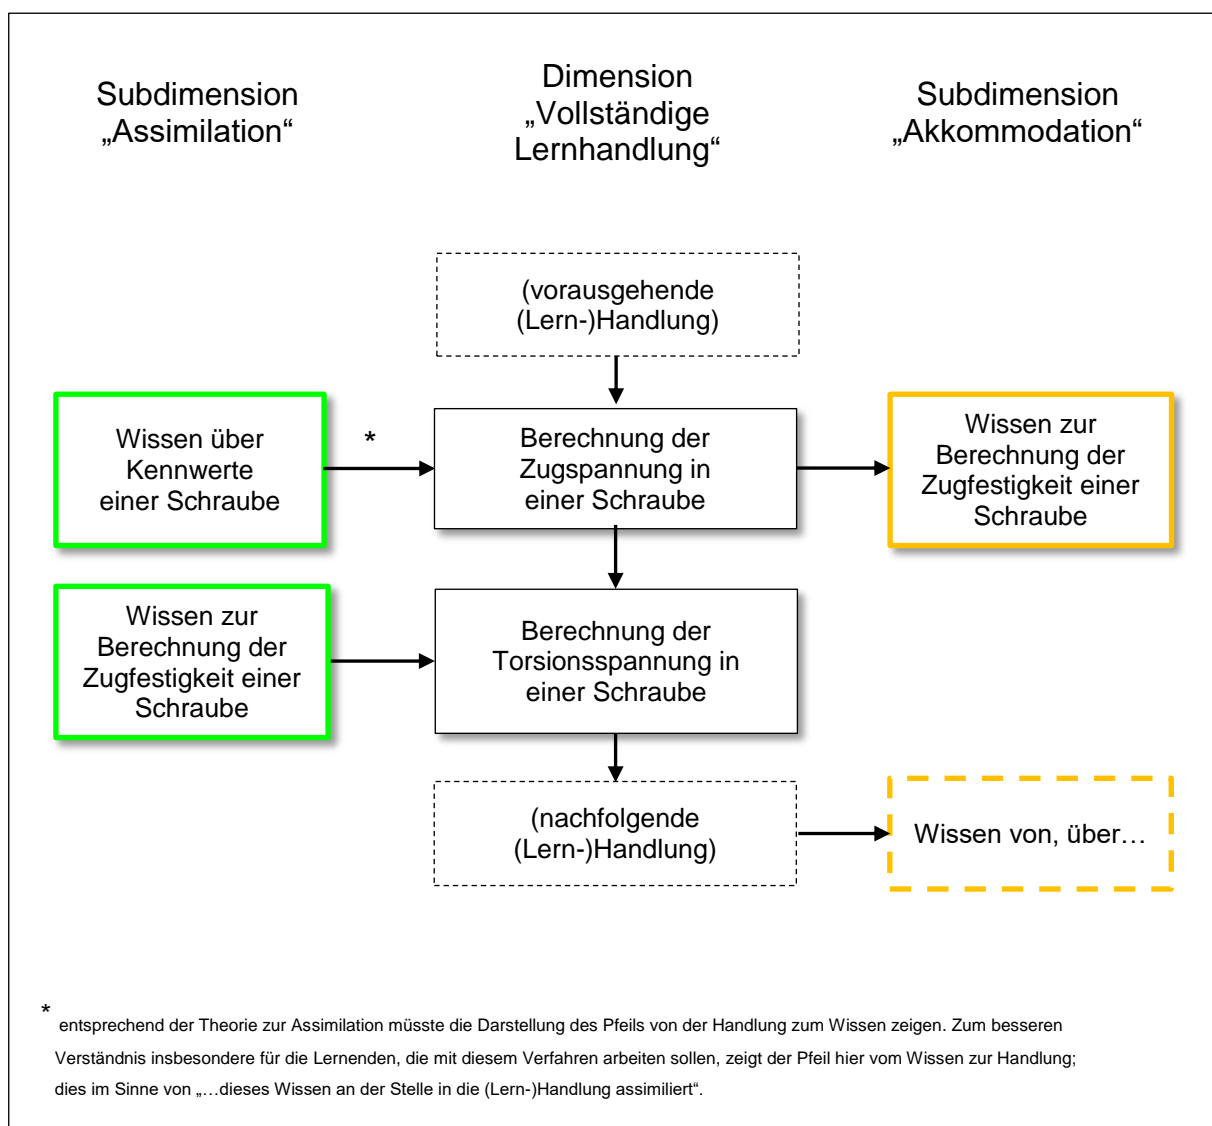 Subdimension
„Assimilation“
Dimension
„Vollständige
Lernhandlung“
Subdimension
„Akkommodation“
(vorausgehende
(Lern-)Handlung)
Wissen über
Kennwerte
einer Schraube
*
Berechnung der
Zugspannung in
einer Schraube
Wissen zur
Berechnung der
Zugfestigkeit einer
Schraube
Wissen zur
Berechnung der
Zugfestigkeit einer
Schraube
Berechnung der
Torsionsspannung in
einer Schraube
(nachfolgende
(Lern-)Handlung)
Wissen von, über…
* entsprechend der Theorie zur Assimilation müsste die Darstellung des Pfeils von der Handlung zum Wissen zeigen. Zum besseren
Verständnis insbesondere für die Lernenden, die mit diesem Verfahren arbeiten sollen, zeigt der Pfeil hier vom Wissen zur Handlung;
dies im Sinne von „…dieses Wissen an der Stelle in die (Lern-)Handlung assimiliert“.